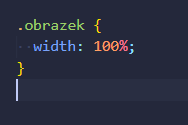 .obrazek {
  width: 100%;
}